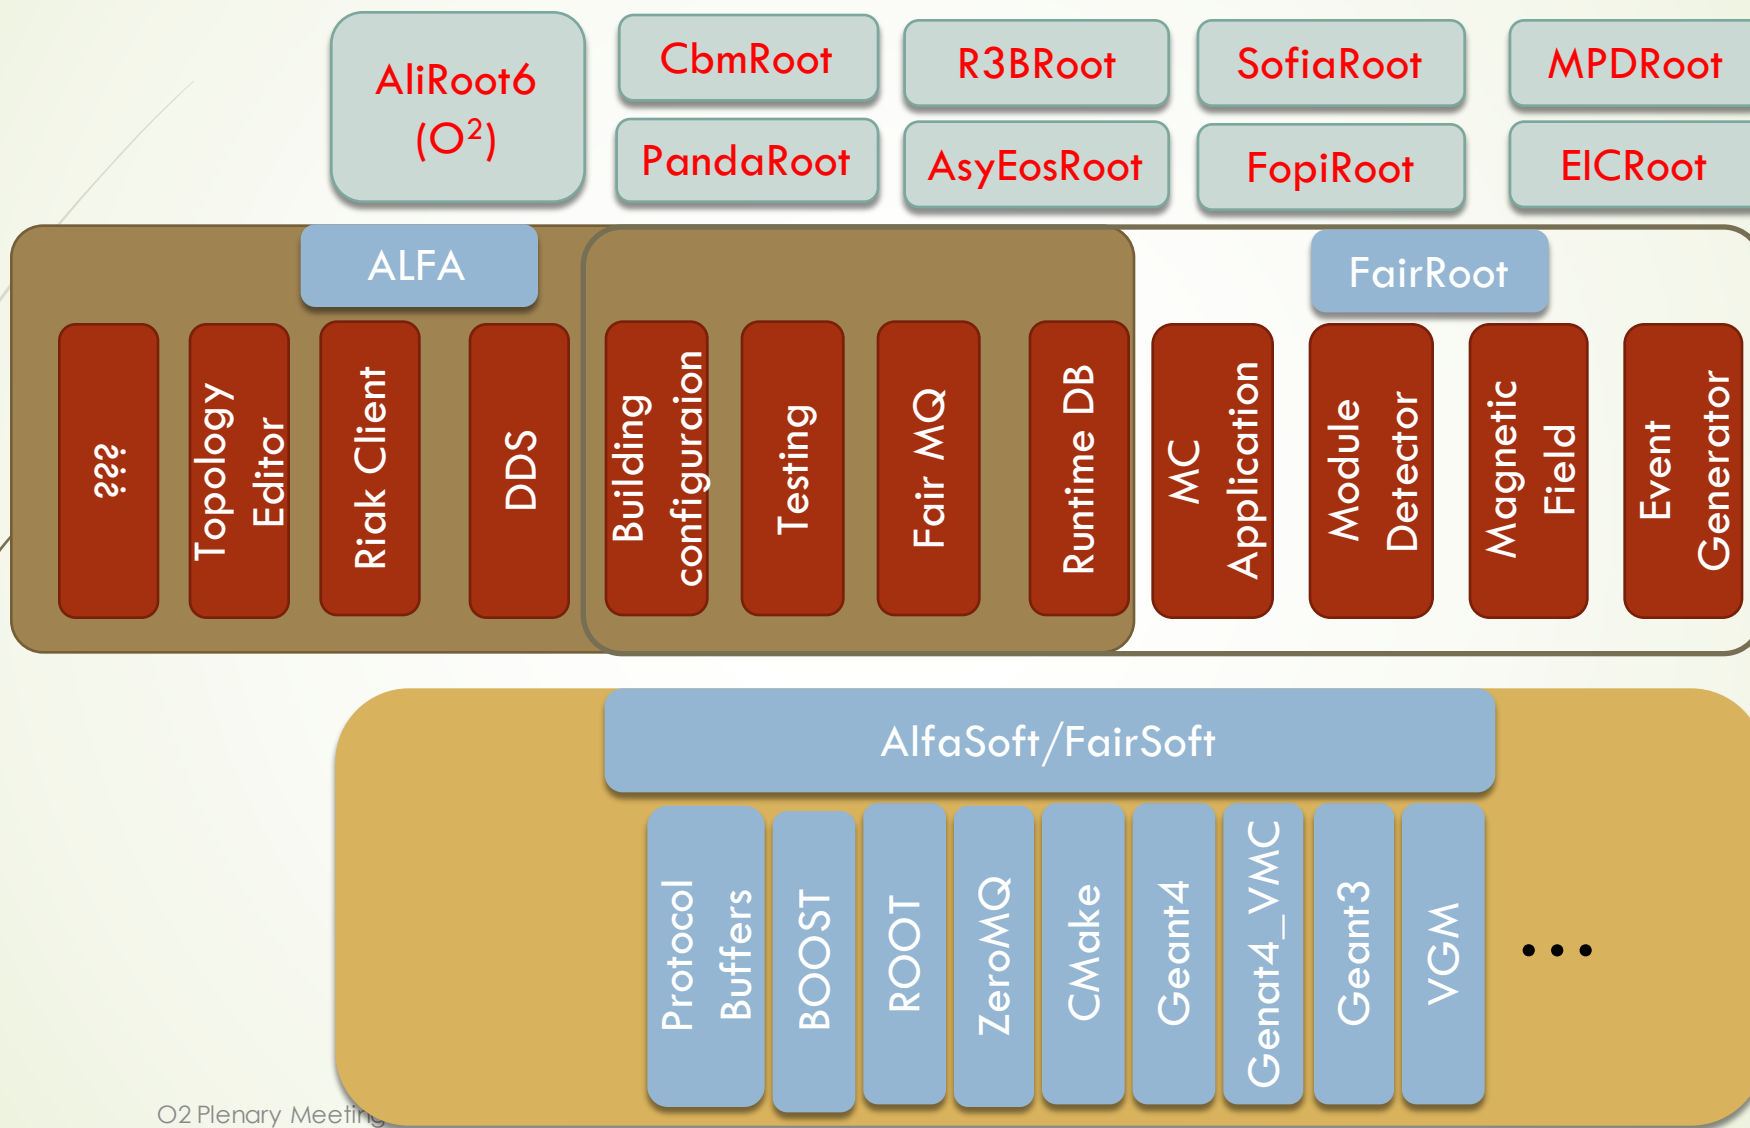 AliRoot6
(O²)
CbmRoot
R3BRoot
SofiaRoot
MPDRoot
PandaRoot
AsyEosRoot
FopiRoot
EICRoot
ALFA
FairRoot
???
Topology
Editor
Riak Client
DDS
Building
configuraion
Testing
Fair MQ
Runtime DB
MC
Application
Module
Detector
Magnetic
Field
Event
Generator
AlfaSoft/FairSoft
Protocol
Buffers
BOOST
ROOT
ZeroMQ
CMake
Geant4
Genat4_VMC
Geant3
VGM
...
O2 Plenary Meeting